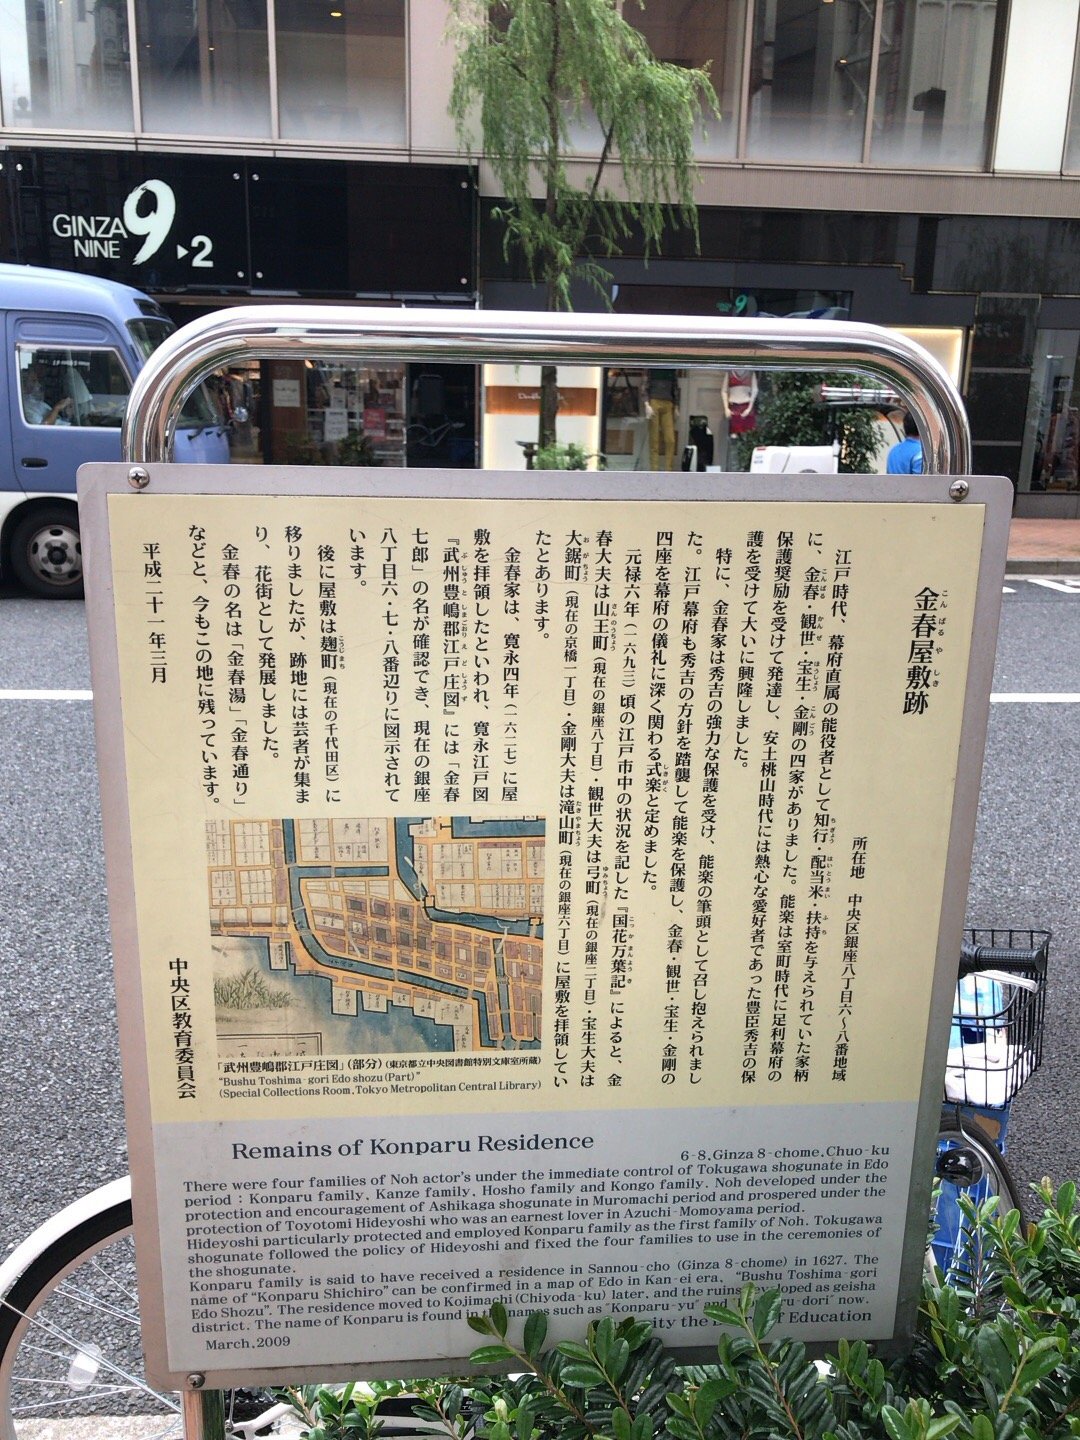 GINZA
NINE
9
▸2
金春屋敷跡
所在地　中央区銀座八丁目六～八番地域
江戸時代、幕府直属の能役者として知行・配当米・扶持を与えられていた家柄
に、金春・観世・宝生・金剛の四家がありました。能楽は室町時代に足利幕府の
保護奨励を受けて発達し、安土桃山時代には熱心な愛好者であった豊臣秀吉の保
護を受けて大いに興隆しました。
特に、金春家は秀吉の強力な保護を受け、能楽の筆頭として召し抱えられまし
た。江戸幕府も秀吉の方針を踏襲して能楽を保護し、金春・観世・宝生・金剛の
四座を幕府の儀礼に深く関わる式楽と定めました。
元禄六年（一六九三）頃の江戸市中の状況を記した『国花万葉記』によると、金
春大夫は山王町（現在の銀座八丁目）・観世大夫は弓町（現在の銀座二丁目）・宝生大夫は
大鋸町（現在の京橋一丁目）・金剛大夫は滝山町（現在の銀座六丁目）に屋敷を拝領してい
たとあります。
金春家は、寛永四年（一六二七）に屋
敷を拝領したといわれ、寛永江戸図
『武州豊嶋郡江戸庄図』には「金春
七郎」の名が確認でき、現在の銀座
八丁目六・七・八番辺りに図示されて
います。
後に屋敷は麹町（現在の千代田区）に
移りましたが、跡地には芸者が集ま
り、花街として発展しました。
金春の名は「金春湯」「金春通り」
などと、今もこの地に残っています。
平成二十一年三月
中央区教育委員会
「武州豊嶋郡江戸庄図」（部分）（東京都立中央図書館特別文庫室所蔵）
"Bushu Toshima-gori Edo shozu (Part)"
(Special Collections Room, Tokyo Metropolitan Central Library)
Remains of Konparu Residence
6-8, Ginza 8-chome, Chuo-ku
There were four families of Noh actor's under the immediate control of Tokugawa shogunate in Edo
period : Konparu family, Kanze family, Hosho family and Kongo family. Noh developed under the
protection and encouragement of Ashikaga shogunate in Muromachi period and prospered under the
protection of Toyotomi Hideyoshi who was an earnest lover in Azuchi-Momoyama period.
Hideyoshi particularly protected and employed Konparu family as the first family of Noh. Tokugawa
shogunate followed the policy of Hideyoshi and fixed the four families to use in the ceremonies of
the shogunate.
Konparu family is said to have received a residence in Sannou-cho (Ginza 8-chome) in 1627. The
name of "Konparu Shichiro" can be confirmed in a map of Edo in Kan-ei era, "Bushu Toshima-gori
Edo Shozu". The residence moved to Kojimachi (Chiyoda-ku) later, and the ruins developed as geisha
district. The name of Konparu is found in the names such as "Konparu-yu" and "Konparu-dori" now.
March, 2009
City the Board of Education